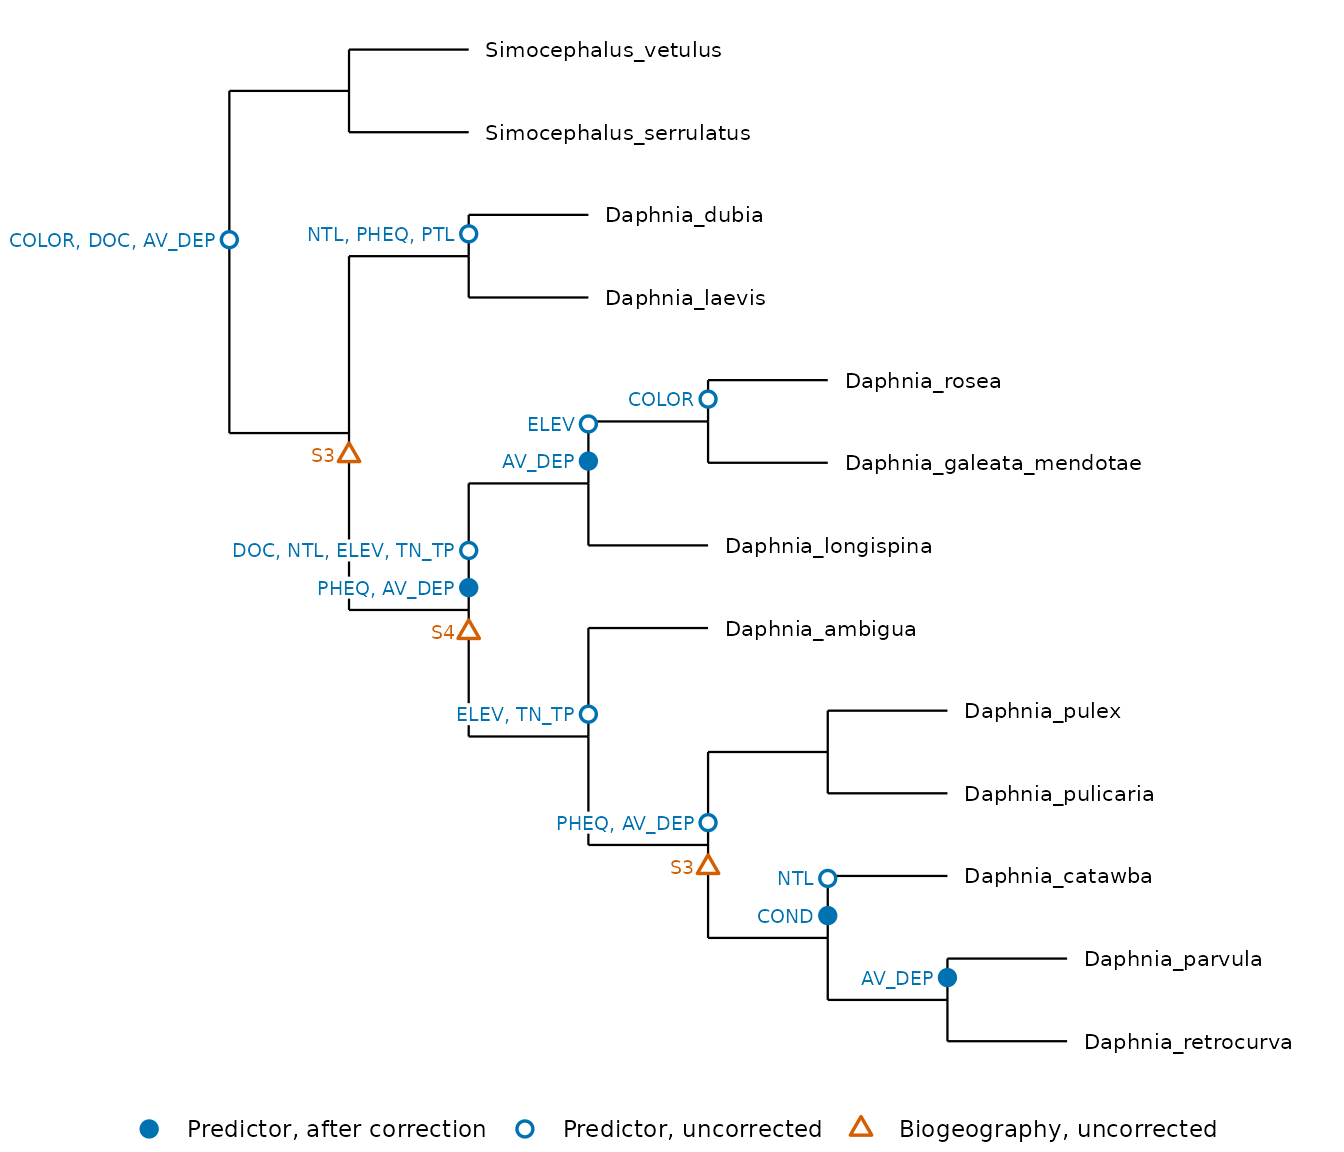 Simocephalus_vetulus
Simocephalus_serrulatus
Daphnia_dubia
NTL, PHEQ, PTL
COLOR, DOC, AV_DEP
Daphnia_laevis
Daphnia_rosea
COLOR
ELEV
S3
AV_DEP
Daphnia_galeata_mendotae
Daphnia_longispina
DOC, NTL, ELEV, TN_TP
PHEQ, AV_DEP
S4
Daphnia_ambigua
Daphnia_pulex
ELEV, TN_TP
Daphnia_pulicaria
PHEQ, AV_DEP
S3
Daphnia_catawba
NTL
COND
Daphnia_parvula
AV_DEP
Daphnia_retrocurva
Predictor, after correction
Predictor, uncorrected
Biogeography, uncorrected